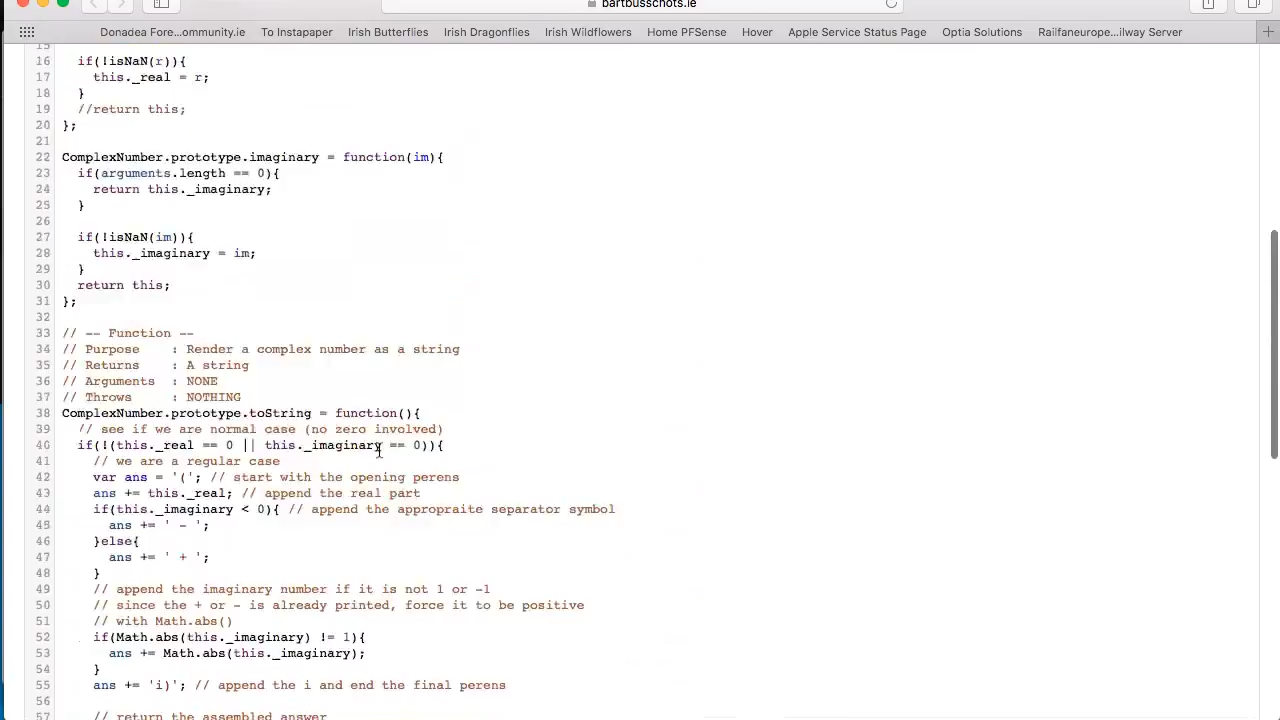 bartbusschots.ie
Donadea Fore...ommunity.ie To Instapaper Irish Butterflies Irish Dragonflies Irish Wildflowers Home PFSense Hover Apple Service Status Page Optia Solutions Railfaneurope...ilway Server
15
16 if(!isNaN(r)){
17 this._real = r;
18 }
19 //return this;
20 };
21
22 ComplexNumber.prototype.imaginary = function(im){
23 if(arguments.length == 0){
24 return this._imaginary;
25 }
26
27 if(!isNaN(im)){
28 this._imaginary = im;
29 }
30 return this;
31 };
32
33 // -- Function --
34 // Purpose : Render a complex number as a string
35 // Returns : A string
36 // Arguments : NONE
37 // Throws : NOTHING
38 ComplexNumber.prototype.toString = function(){
39 // see if we are normal case (no zero involved)
40 if(!(this._real == 0 || this._imaginary == 0)){
41 // we are a regular case
42 var ans = '('; // start with the opening perens
43 ans += this._real; // append the real part
44 if(this._imaginary < 0){ // append the appropraite separator symbol
45 ans += ' - ';
46 }else{
47 ans += ' + ';
48 }
49 // append the imaginary number if it is not 1 or -1
50 // since the + or - is already printed, force it to be positive
51 // with Math.abs()
52 if(Math.abs(this._imaginary) != 1){
53 ans += Math.abs(this._imaginary);
54 }
55 ans += 'i)'; // append the i and end the final perens
56
57 // return the assembled answer